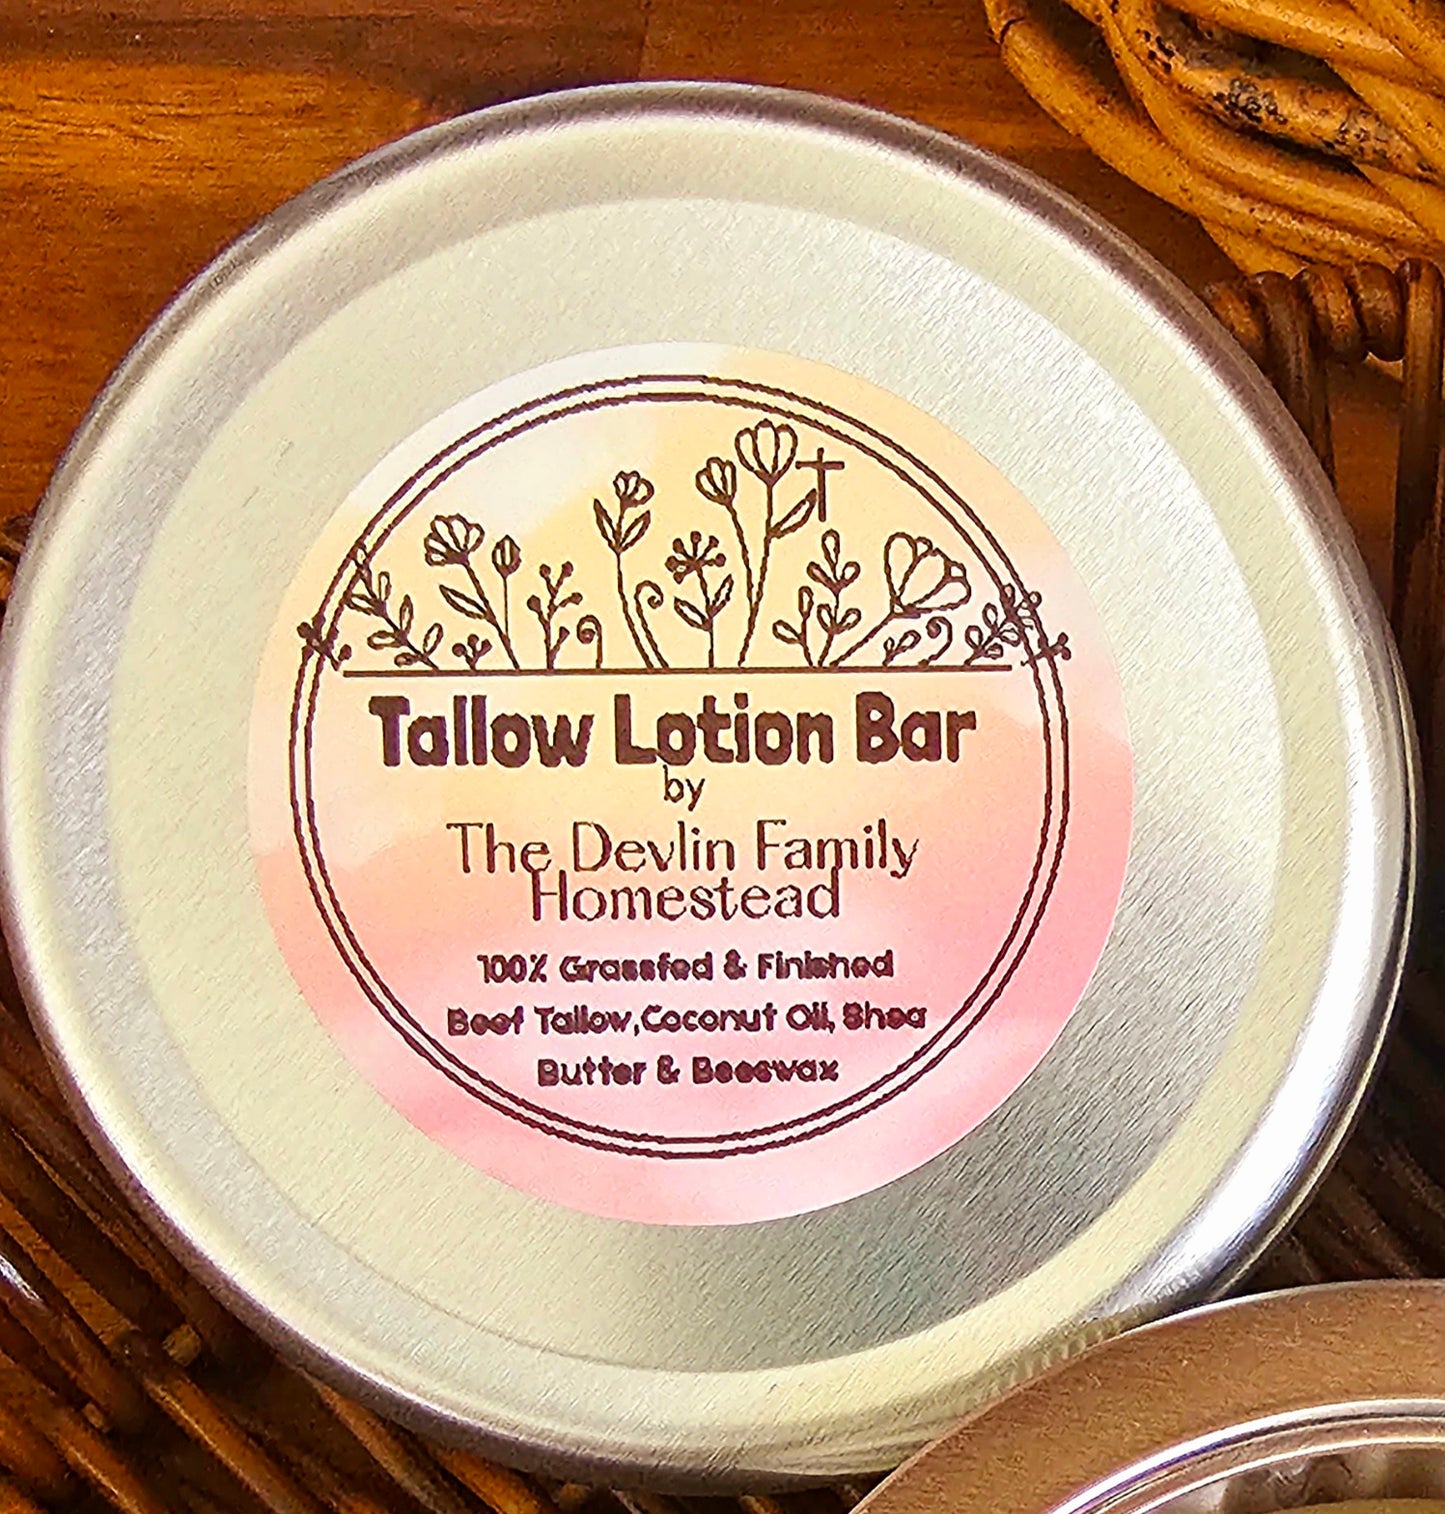 Tallow Lotion Bar
by
The Devlin Family
Homestead
100% Grassfed & Finished
Beef Tallow,Coconut Oil, Shea
Butter & Beeswax